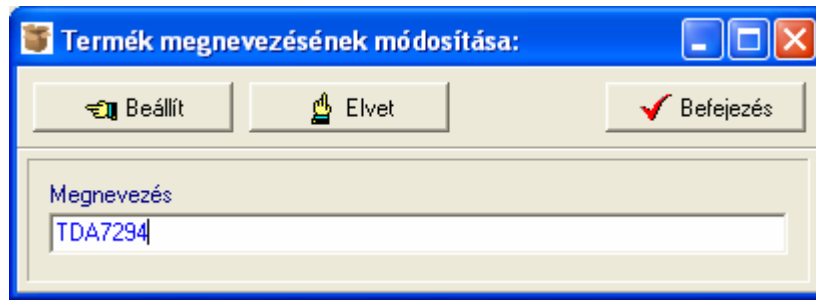 Termék megnevezésének módosítása:
Beállít Elvet Befejezés
Megnevezés
TDA7294